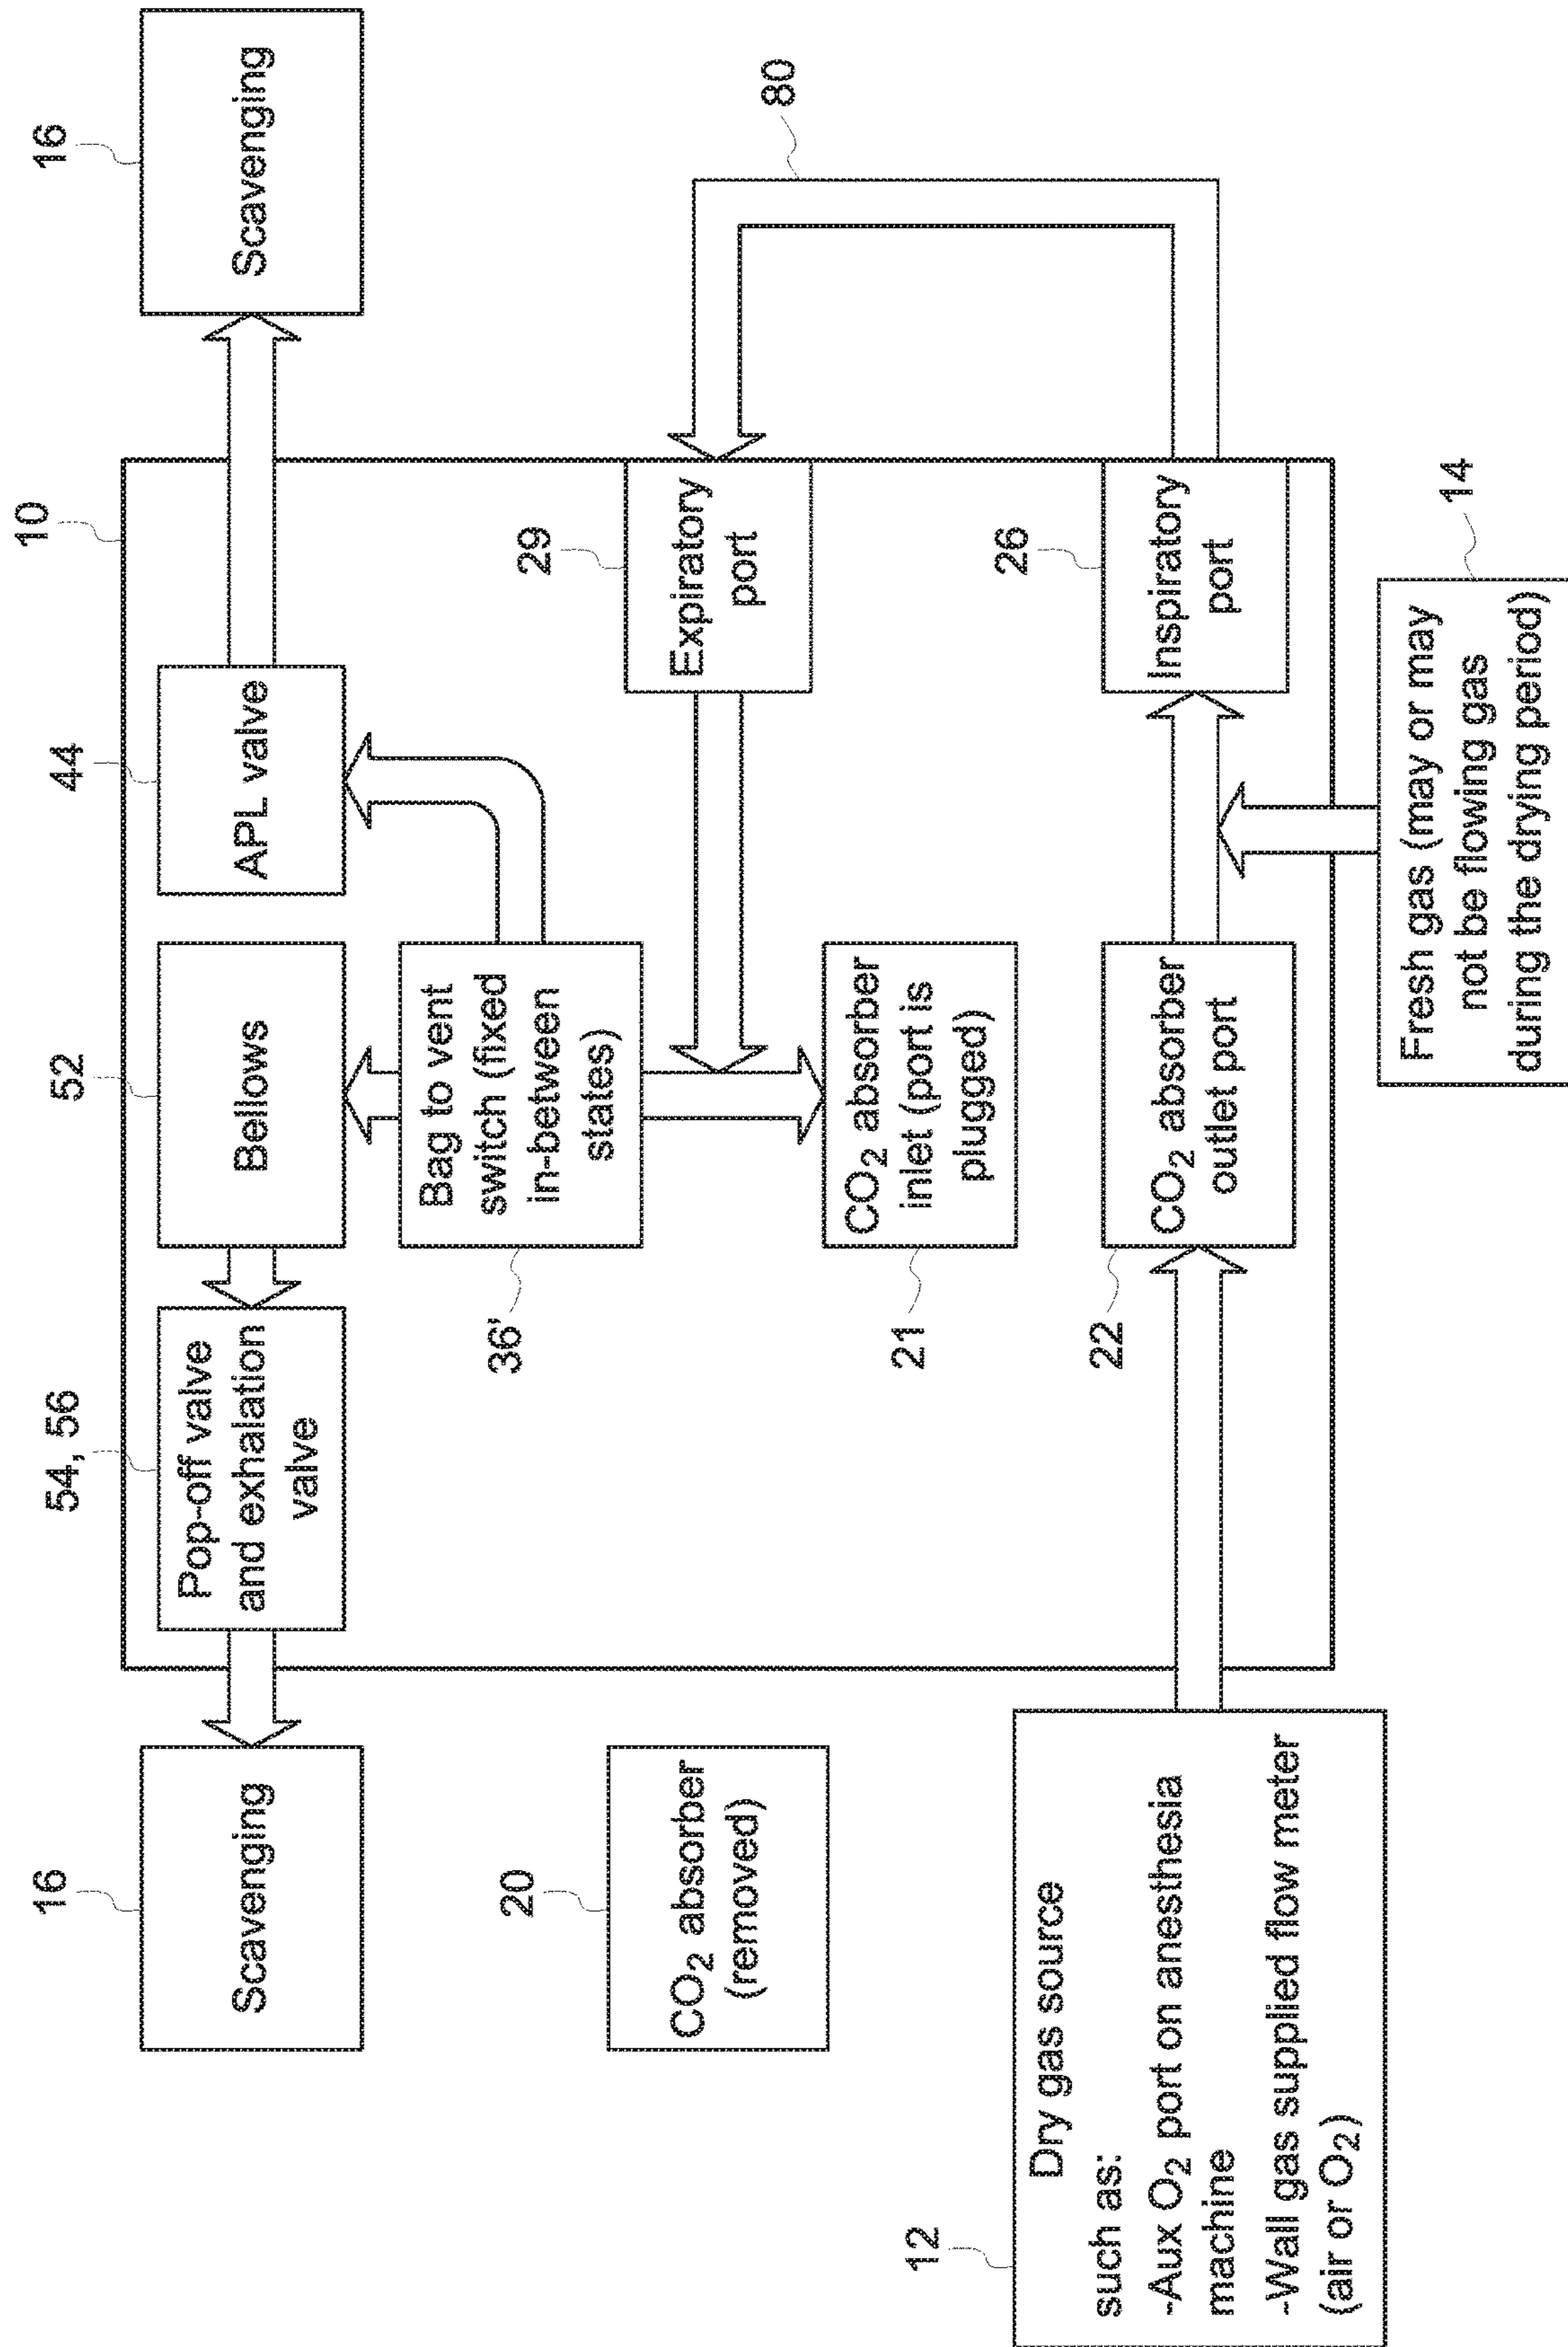 16
Scavenging
54, 56
Pop-off valve
and exhalation
valve
52
Bellows
44
APL valve
10
16
Scavenging
20
CO₂ absorber
(removed)
36'
Bag to vent
switch (fixed
in-between
states)
29
Expiratory
port
80
21
CO₂ absorber
inlet (port is
plugged)
12
Dry gas source
such as:
-Aux O₂ port on anesthesia
machine
-Wall gas supplied flow meter
(air or O₂)
22
CO₂ absorber
outlet port
26
Inspiratory
port
14
Fresh gas (may or may
not be flowing gas
during the drying period)